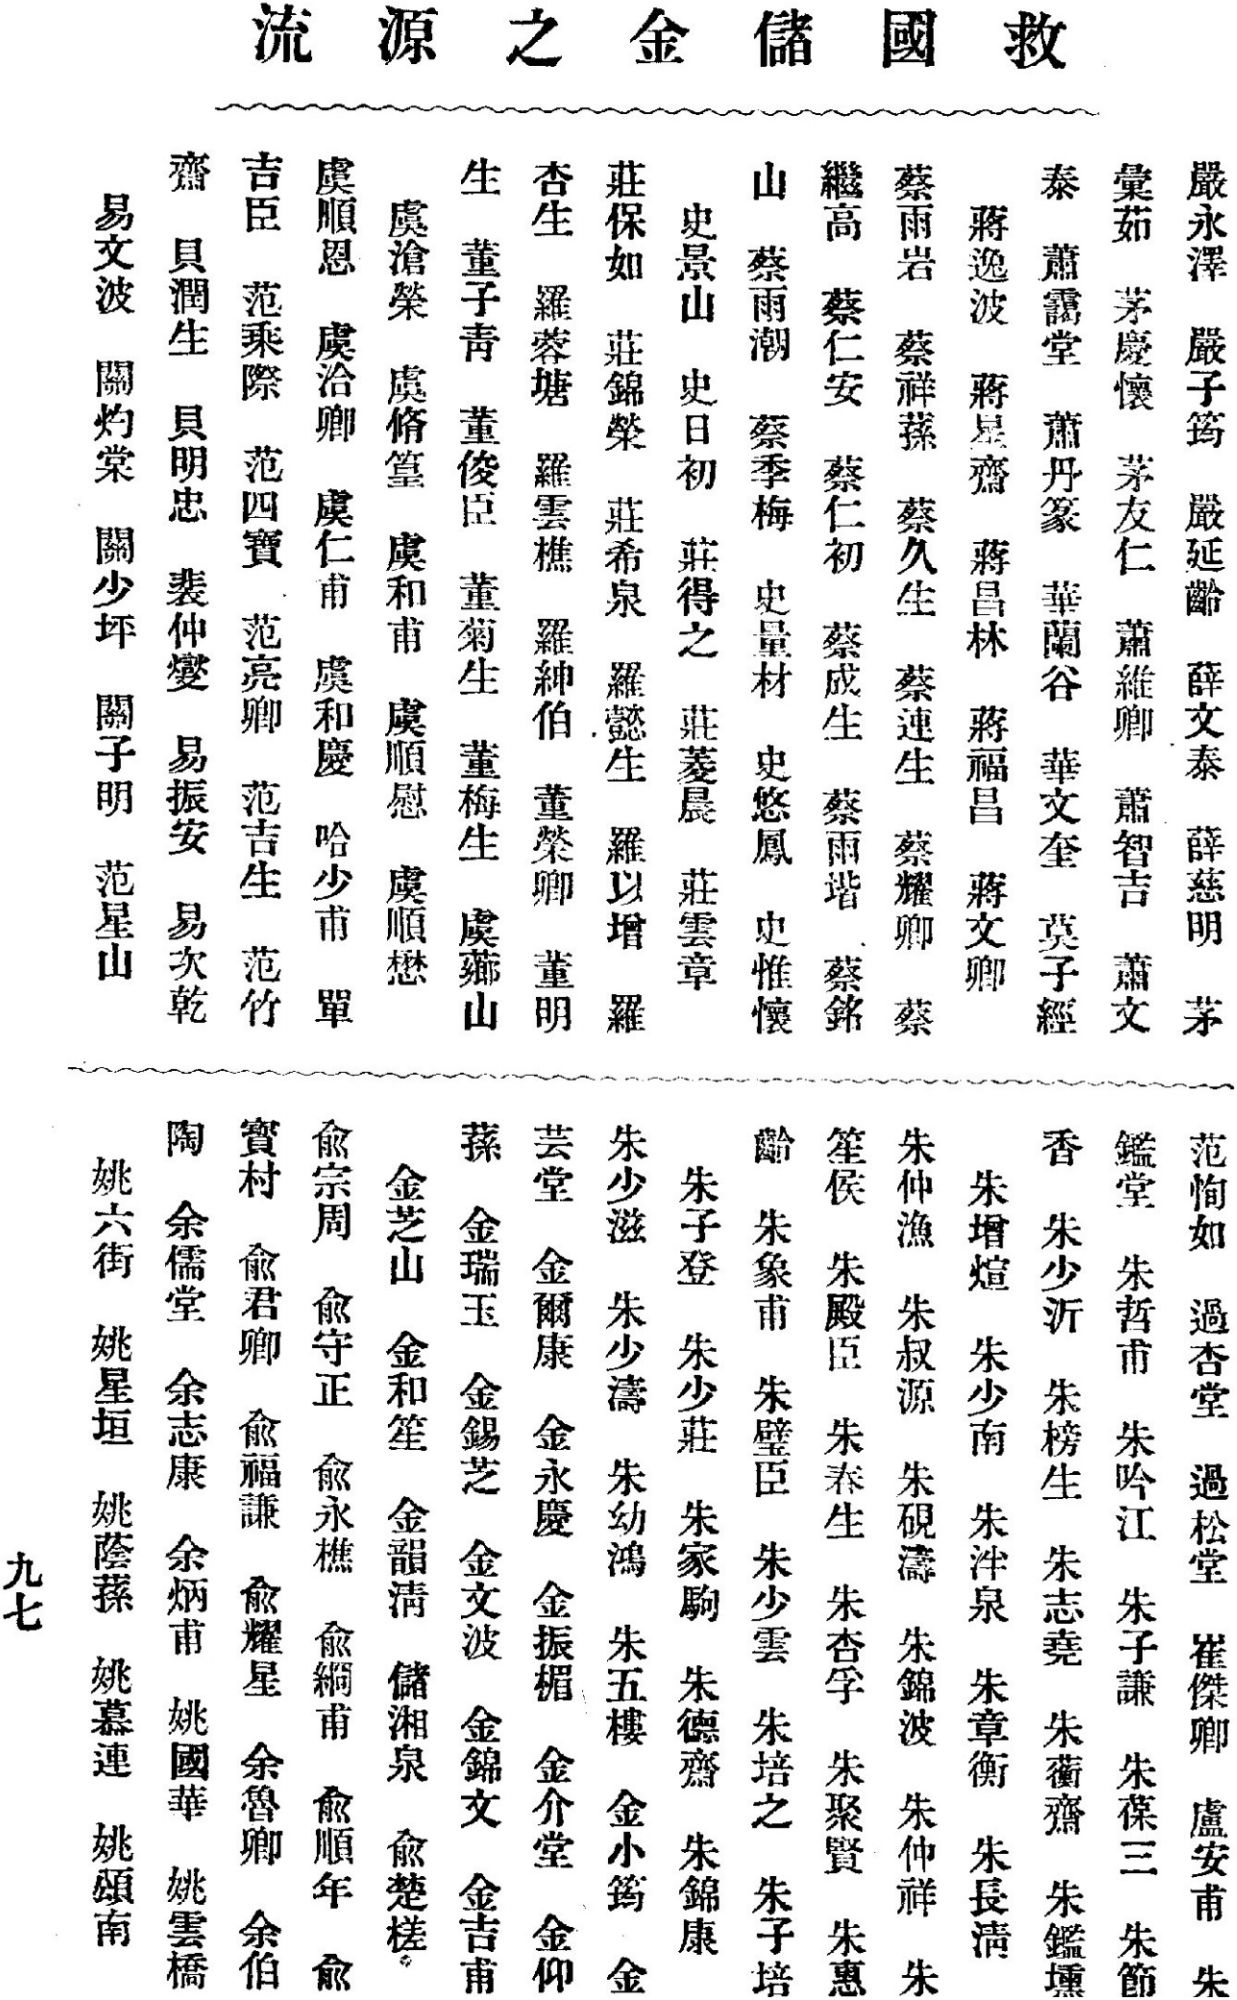 救國儲金之源流
嚴永澤　嚴子筠　嚴延齡　薛文泰　薛慈明　茅
彙茹　茅慶懷　茅友仁　蕭維卿　蕭智吉　蕭文
泰　蕭靄堂　蕭丹篆　華蘭谷　華文奎　莫子經
蔣逸波　蔣星齋　蔣昌林　蔣福昌　蔣文卿
蔡雨岩　蔡祥蓀　蔡久生　蔡連生　蔡耀卿　蔡
繼高　蔡仁安　蔡仁初　蔡成生　蔡雨堦　蔡銘
山　蔡雨潮　蔡季梅　史量材　史悠鳳　史惟懷
史景山　史日初　莊得之　莊菱晨　莊雲章
莊保如　莊錦榮　莊希泉　羅懿生　羅以增　羅
杏生　羅蓉塘　羅雲樵　羅紳伯　董榮卿　董明
生　董子青　董俊臣　董菊生　董梅生　虞薌山
虞滄榮　虞脩篁　虞和甫　虞順慰　虞順懋
虞順恩　虞洽卿　虞仁甫　虞和慶　哈少甫　單
吉臣　范乘際　范四寶　范亮卿　范吉生　范竹
齋　貝潤生　貝明忠　裴仲燮　易振安　易次乾
易文波　關灼棠　關少坪　關子明　范星山
范恂如　過杏堂　過松堂　崔傑卿　盧安甫　朱
鑑堂　朱哲甫　朱吟江　朱子謙　朱葆三　朱節
香　朱少沂　朱榜生　朱志堯　朱蘅齋　朱鑑壎
朱增煊　朱少南　朱泮泉　朱章衡　朱長清
朱仲漁　朱叔源　朱硯濤　朱錦波　朱仲祥　朱
笙侯　朱殿臣　朱春生　朱杏孚　朱聚賢　朱惠
齡　朱象甫　朱璧臣　朱少雲　朱培之　朱子培
朱子登　朱少莊　朱家駒　朱德齋　朱錦康
朱少滋　朱少濤　朱幼鴻　朱五樓　金小筠　金
芸堂　金爾康　金永慶　金振楣　金介堂　金仰
蓀　金瑞玉　金錫芝　金文波　金錦文　金吉甫
金芝山　金和笙　金韻清　儲湘泉　俞楚槎。
俞宗周　俞守正　俞永樵　俞綱甫　俞順年　俞
寶村　俞君卿　俞福謙　俞耀星　余魯卿　余伯
陶　余儒堂　余志康　余炳甫　姚國華　姚雲橋
姚六街　姚星垣　姚蔭蓀　姚慕連　姚頌南
九七